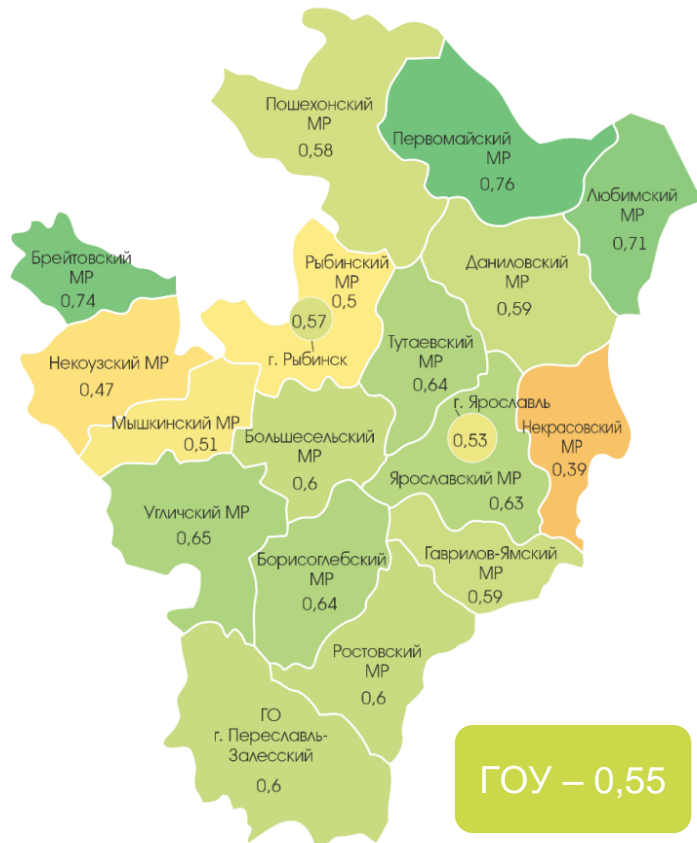 Пошехонский
МР
0,58
Первомайский
МР
0,76
Любимский
МР
0,71
Брейтовский
МР
0,74
Рыбинский
МР
0,5
0,57
г. Рыбинск
Даниловский
МР
0,59
Тутаевский
МР
0,64
Некоузский МР
0,47
Мышкинский МР
0,51
Большесельский
МР
0,6
г. Ярославль
0,53
Ярославский МР
0,63
Некрасовский
МР
0,39
Угличский МР
0,65
Борисоглебский
МР
0,64
Гаврилов-Ямский
МР
0,59
Ростовский
МР
0,6
ГО
г. Переславль-
Залесский
0,6
ГОУ – 0,55